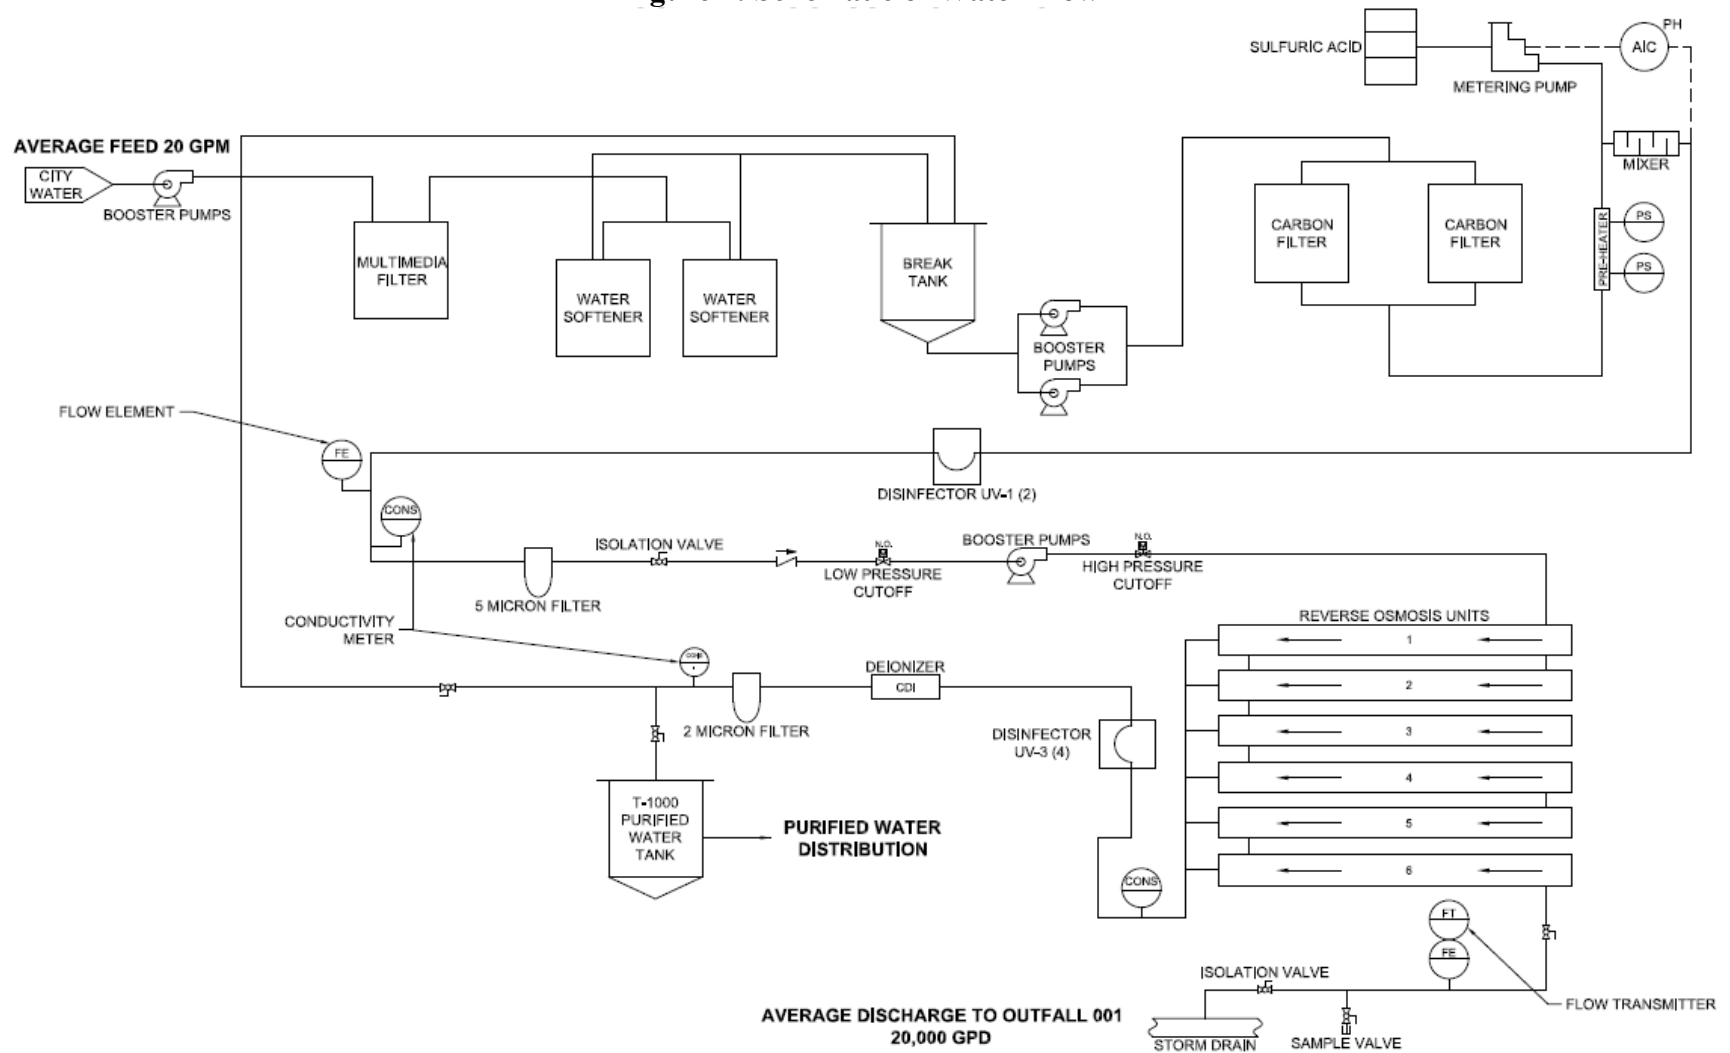 SULFURIC ACID
PH
AIC
METERING PUMP
AVERAGE FEED 20 GPM
CITY
WATER
BOOSTER PUMPS
MIXER
MULTIMEDIA
FILTER
WATER
SOFTENER
WATER
SOFTENER
BREAK
TANK
BOOSTER
PUMPS
CARBON
FILTER
CARBON
FILTER
PRE-HEATER
PS
PS
FLOW ELEMENT
FE
DISINFECTOR UV-1 (2)
CONS
ISOLATION VALVE
5 MICRON FILTER
N.O.
LOW PRESSURE
CUTOFF
BOOSTER PUMPS
N.O.
HIGH PRESSURE
CUTOFF
CONDUCTIVITY
METER
REVERSE OSMOSIS UNITS
1
2
3
4
5
6
DEIONIZER
CDI
2 MICRON FILTER
DISINFECTOR
UV-3 (4)
T-1000
PURIFIED
WATER
TANK
PURIFIED WATER
DISTRIBUTION
CONS
FT
FE
ISOLATION VALVE
FLOW TRANSMITTER
AVERAGE DISCHARGE TO OUTFALL 001
20,000 GPD
STORM DRAIN
SAMPLE VALVE